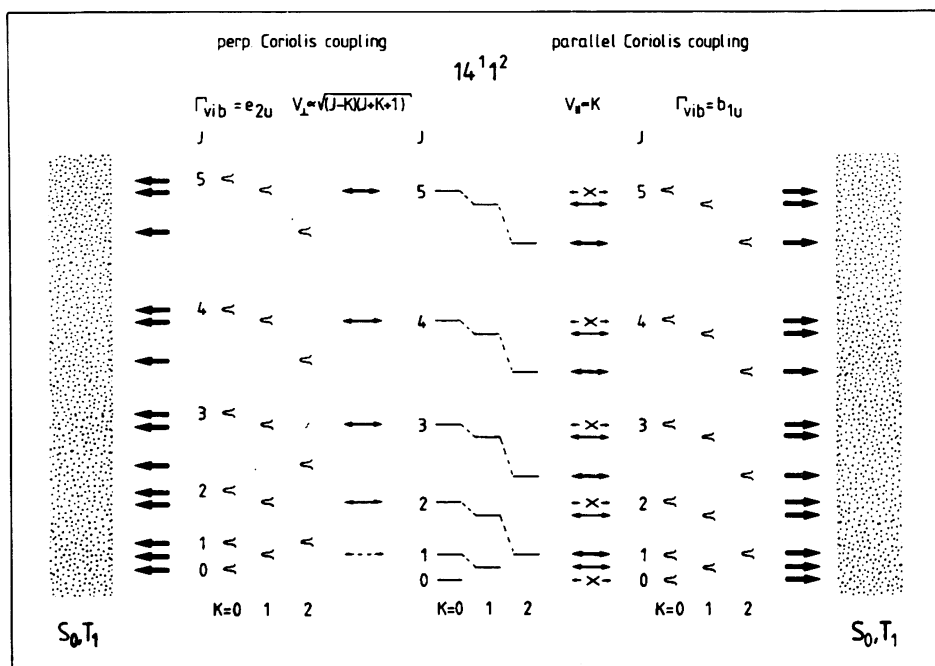 perp. Coriolis coupling parallel Coriolis coupling
14¹1²
Γvib = e₂u V⊥∝√(J-K)(J+K+1) V∥∝K Γvib = b₁u
J J J
5 5 5
4 4 4
3 3 3
2 2 2
1 1 1
0 0 0
K=0 1 2 K=0 1 2 K=0 1 2
S₀,T₁ S₀,T₁